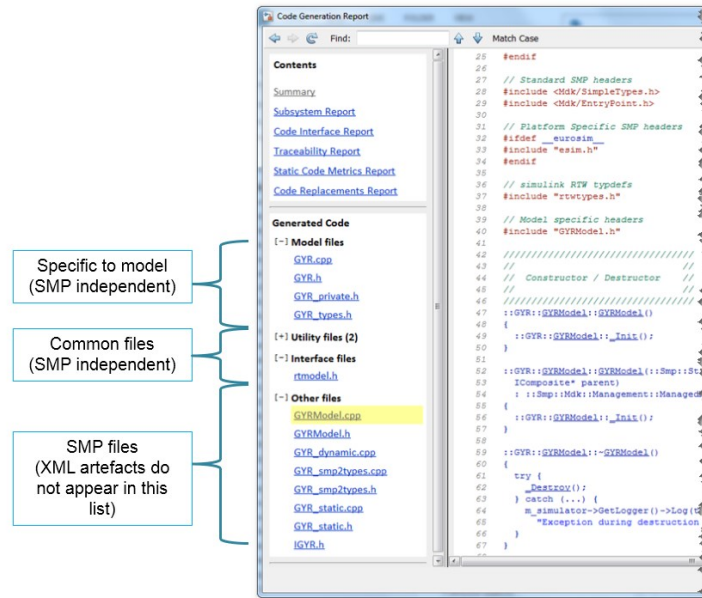 Code Generation Report
Find:
Match Case
Contents
Summary
Subsystem Report
Code Interface Report
Traceability Report
Static Code Metrics Report
Code Replacements Report
Generated Code
[-] Model files
GYR.cpp
GYR.h
GYR_private.h
GYR_types.h
[+] Utility files (2)
[-] Interface files
rtmodel.h
[-] Other files
GYRModel.cpp
GYRModel.h
GYR_dynamic.cpp
GYR_smp2types.cpp
GYR_smp2types.h
GYR_static.cpp
GYR_static.h
IGYR.h
Specific to model
(SMP independent)
Common files
(SMP independent)
SMP files
(XML artefacts do
not appear in this
list)
25 #endif
26
27 // Standard SMP headers
28 #include <Mdk/SimpleTypes.h>
29 #include <Mdk/EntryPoint.h>
30
31 // Platform Specific SMP headers
32 #ifdef __eurosim__
33 #include "esim.h"
34 #endif
35
36 // simulink RTW typdefs
37 #include "rtwtypes.h"
38
39 // Model specific headers
40 #include "GYRModel.h"
41
42 //////////////////////////////////
43 // //
44 // Constructor / Destructor //
45 // //
46 //////////////////////////////////
47 ::GYR::GYRModel::GYRModel()
48 {
49 ::GYR::GYRModel::_Init();
50 }
51
52 ::GYR::GYRModel::GYRModel(::Smp::St
53 IComposite* parent)
54 : ::Smp::Mdk::Management::Managed
55 {
56 ::GYR::GYRModel::_Init();
57 }
58
59 ::GYR::GYRModel::~GYRModel()
60 {
61 try {
62 _Destroy();
63 } catch (...) {
64 m_simulator->GetLogger()->Log(t
65 "Exception during destruction
66 }
67 }